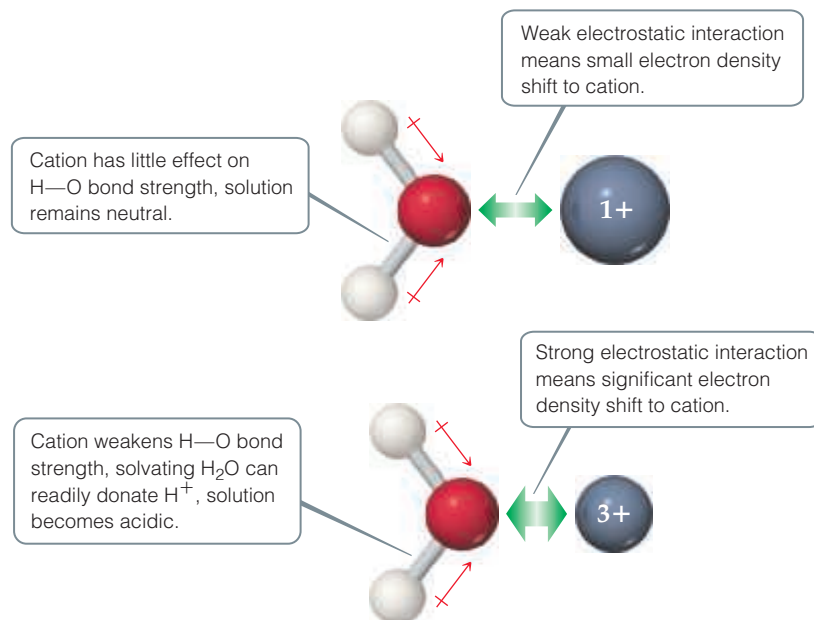 Weak electrostatic interaction
means small electron density
shift to cation.
Cation has little effect on
H—O bond strength, solution
remains neutral.
1+
Strong electrostatic interaction
means significant electron
density shift to cation.
Cation weakens H—O bond
strength, solvating H₂O can
readily donate H⁺, solution
becomes acidic.
3+